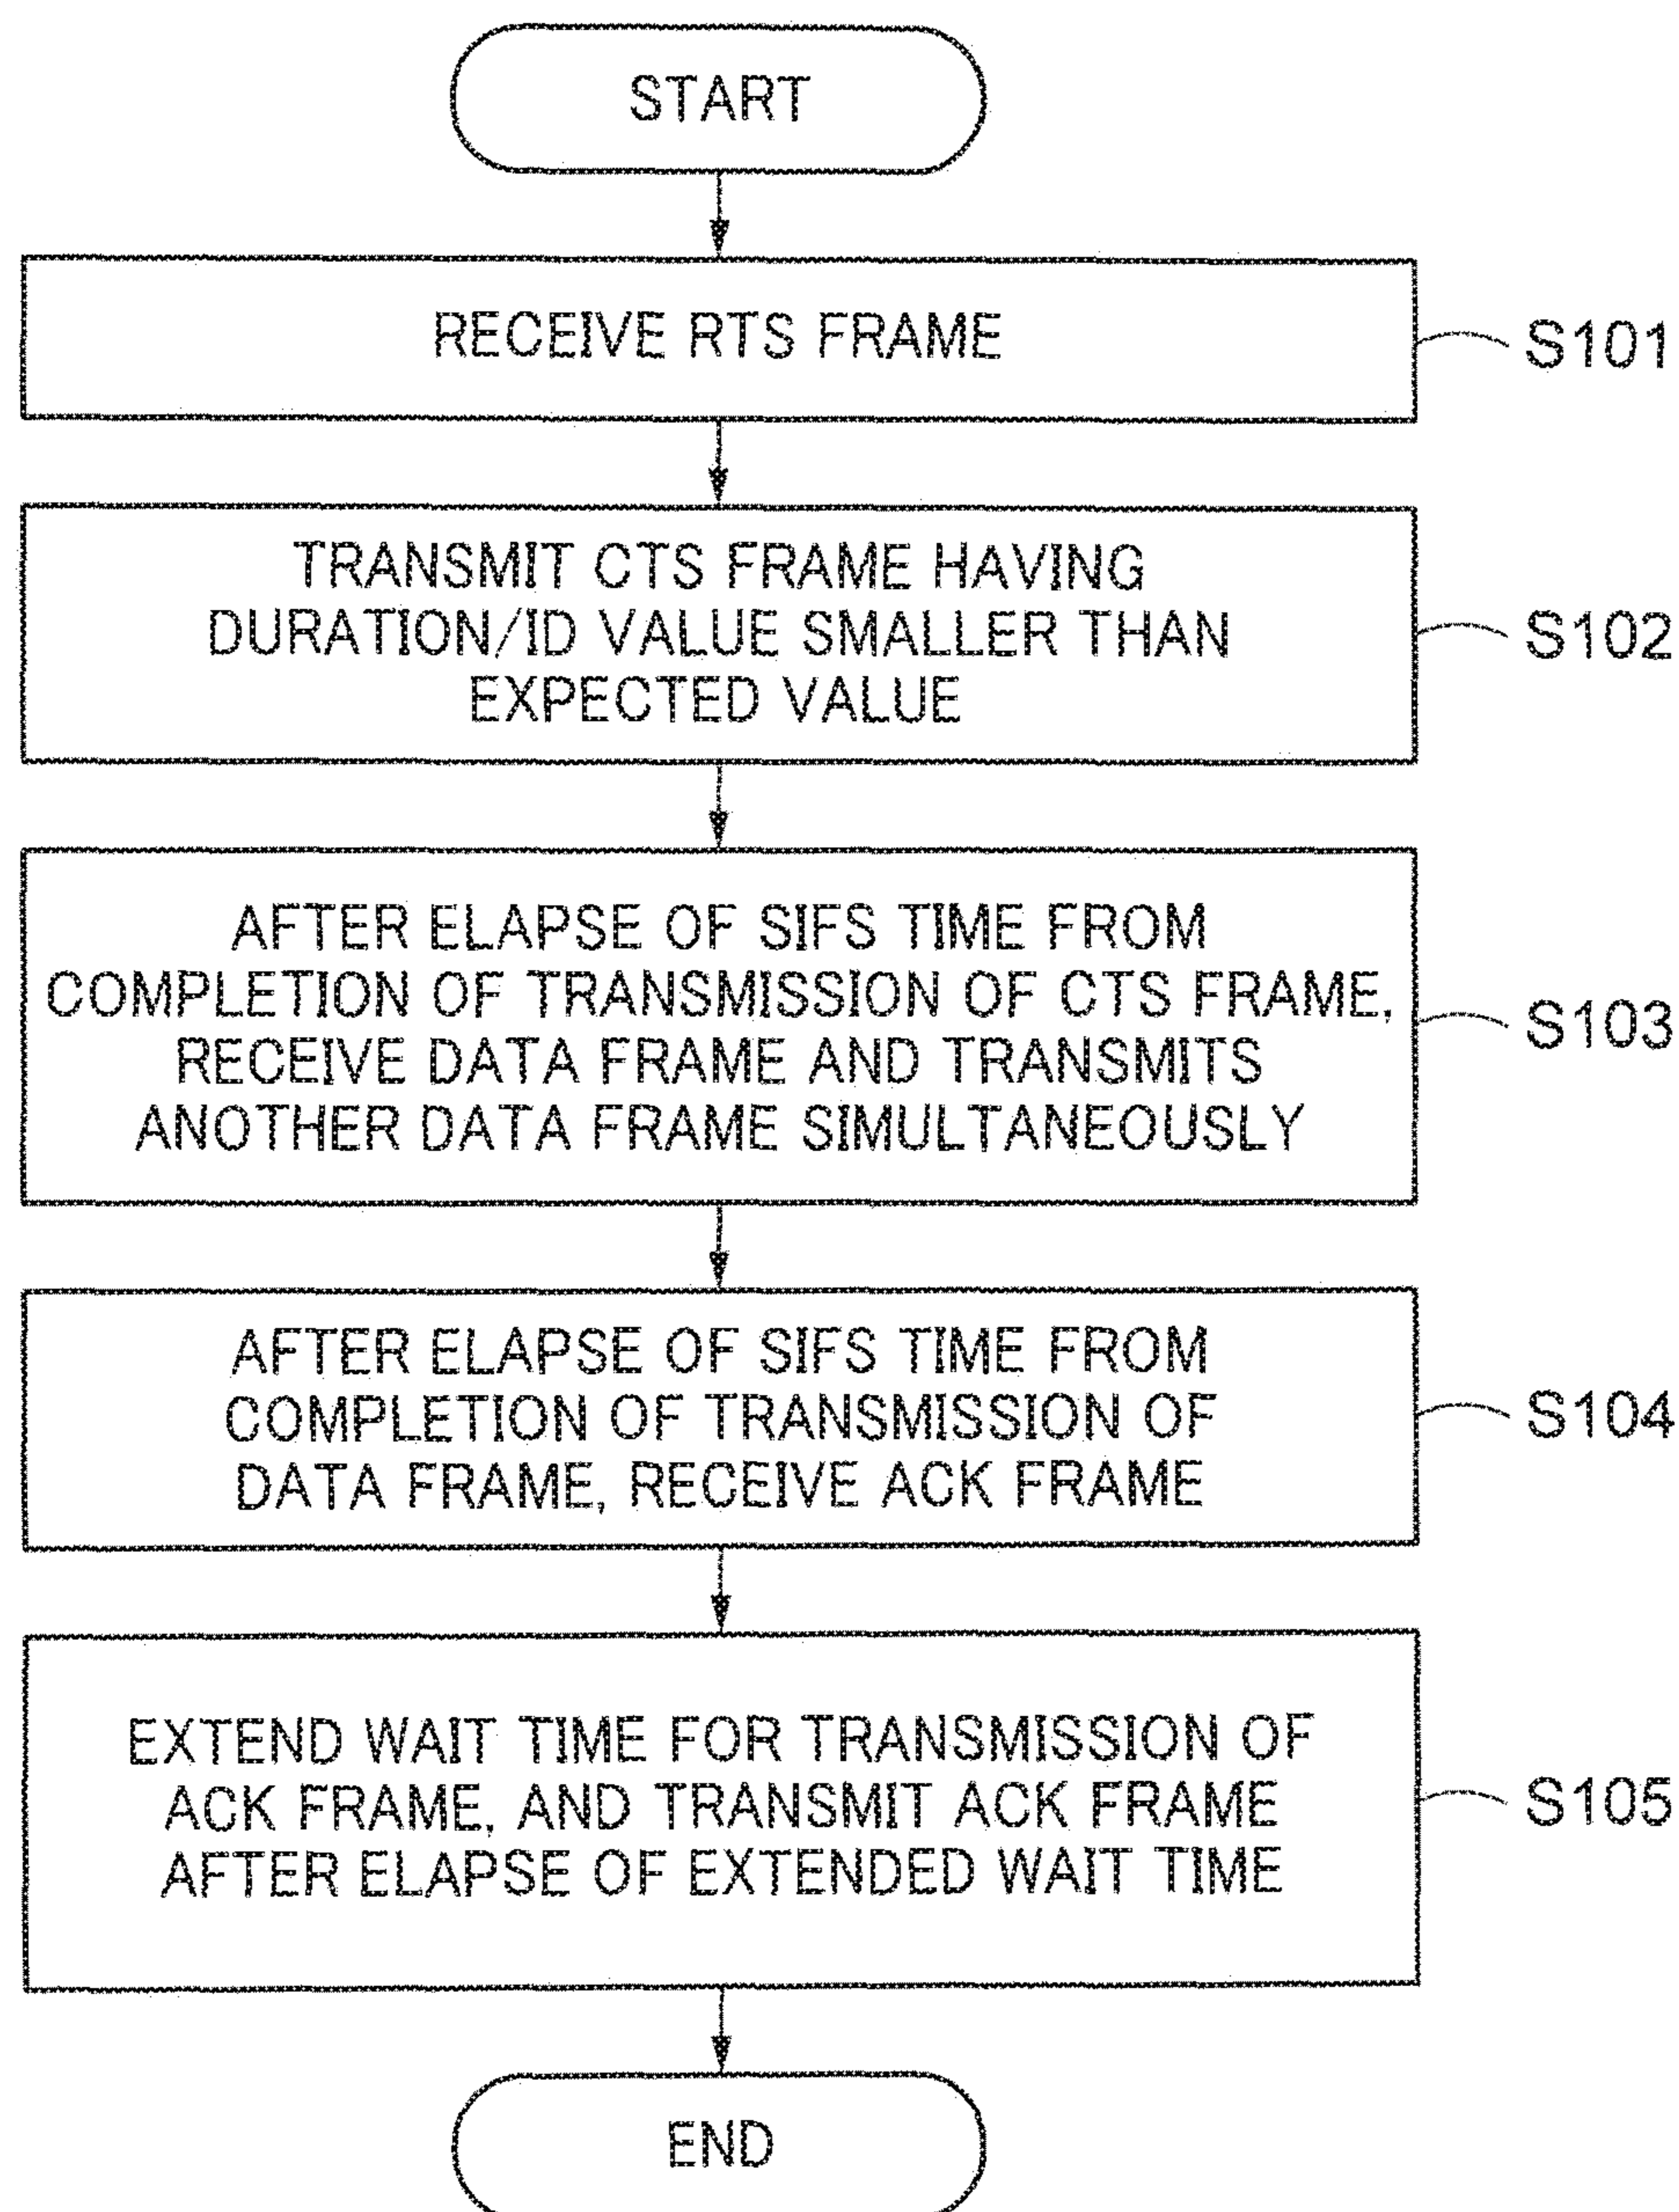 START
RECEIVE RTS FRAME
S101
TRANSMIT CTS FRAME HAVING
DURATION/ID VALUE SMALLER THAN
EXPECTED VALUE
S102
AFTER ELAPSE OF SIFS TIME FROM
COMPLETION OF TRANSMISSION OF CTS FRAME,
RECEIVE DATA FRAME AND TRANSMITS
ANOTHER DATA FRAME SIMULTANEOUSLY
S103
AFTER ELAPSE OF SIFS TIME FROM
COMPLETION OF TRANSMISSION OF
DATA FRAME, RECEIVE ACK FRAME
S104
EXTEND WAIT TIME FOR TRANSMISSION OF
ACK FRAME, AND TRANSMIT ACK FRAME
AFTER ELAPSE OF EXTENDED WAIT TIME
S105
END